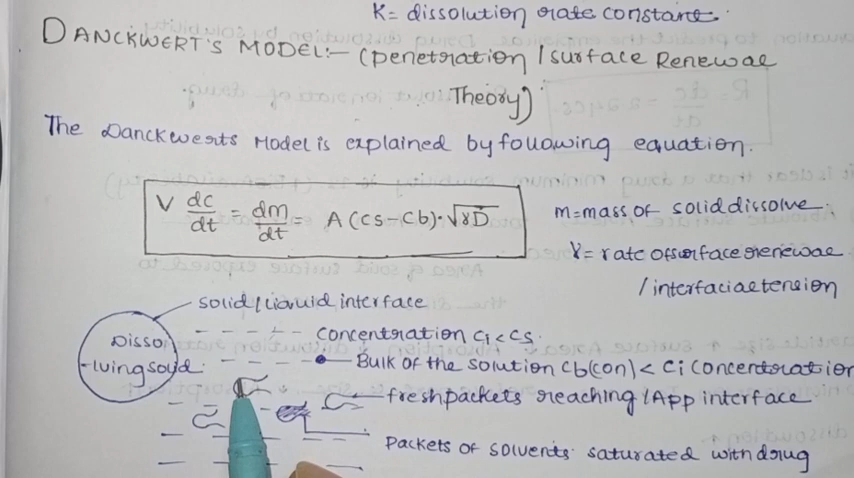 K = dissolution rate constant.
DANCKWERT'S MODEL:- (penetration / surface Renewal
Theory)
The Danckwerts Model is explained by following equation.
V dc/dt = dm/dt = A(Cs-Cb)·√γD
m=mass of solid dissolve.
γ= rate of surface renewal
/ interfacial tension
solid/liquid interface
Disso
-lving solid.
Concentration Ci<Cs.
Bulk of the solution Cb(con)< Ci concentration
fresh packets reaching / App interface
Packets of solvents saturated with drug